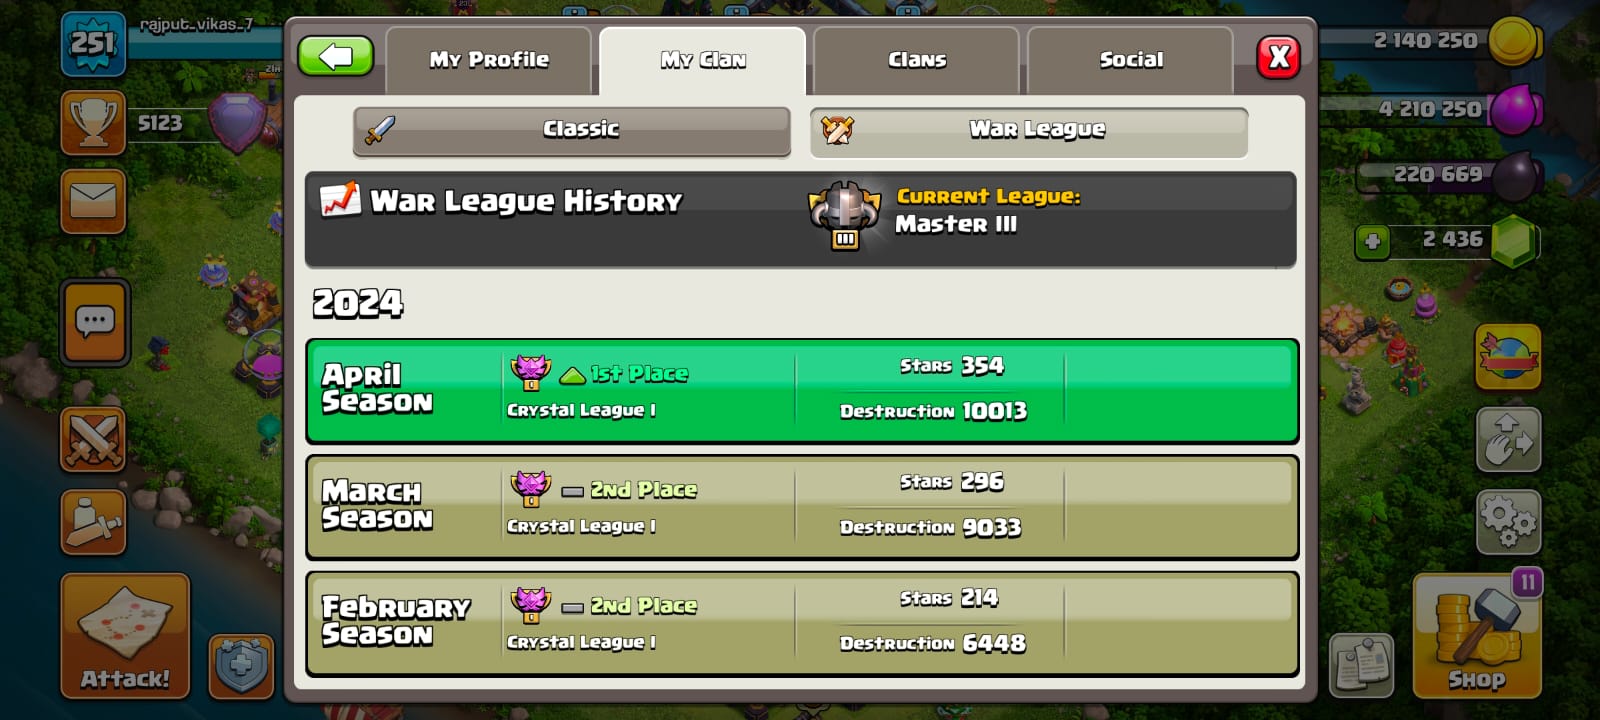 251
rajput_vikas_7
5123
My Profile
My Clan
Clans
Social
X
2 140 250
4 210 250
220 669
2 436
Classic
War League
War League History
Current League:
Master III
III
2024
April
Season
1st Place
Crystal League I
Stars 354
Destruction 10013
March
Season
2nd Place
Crystal League I
Stars 296
Destruction 9033
February
Season
2nd Place
Crystal League I
Stars 214
Destruction 6448
Attack!
11
Shop